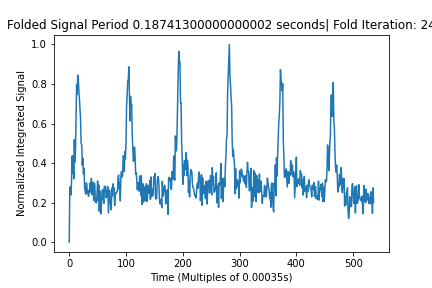 Folded Signal Period 0.18741300000000002 seconds| Fold Iteration: 24
1.0
0.8
0.6
0.4
0.2
0.0
Normalized Integrated Signal
0 100 200 300 400 500
Time (Multiples of 0.00035s)